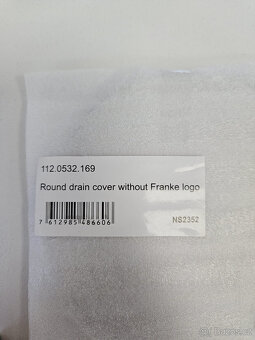 112.0532.169
Round drain cover without Franke logo
7 612985 486606
NS2352